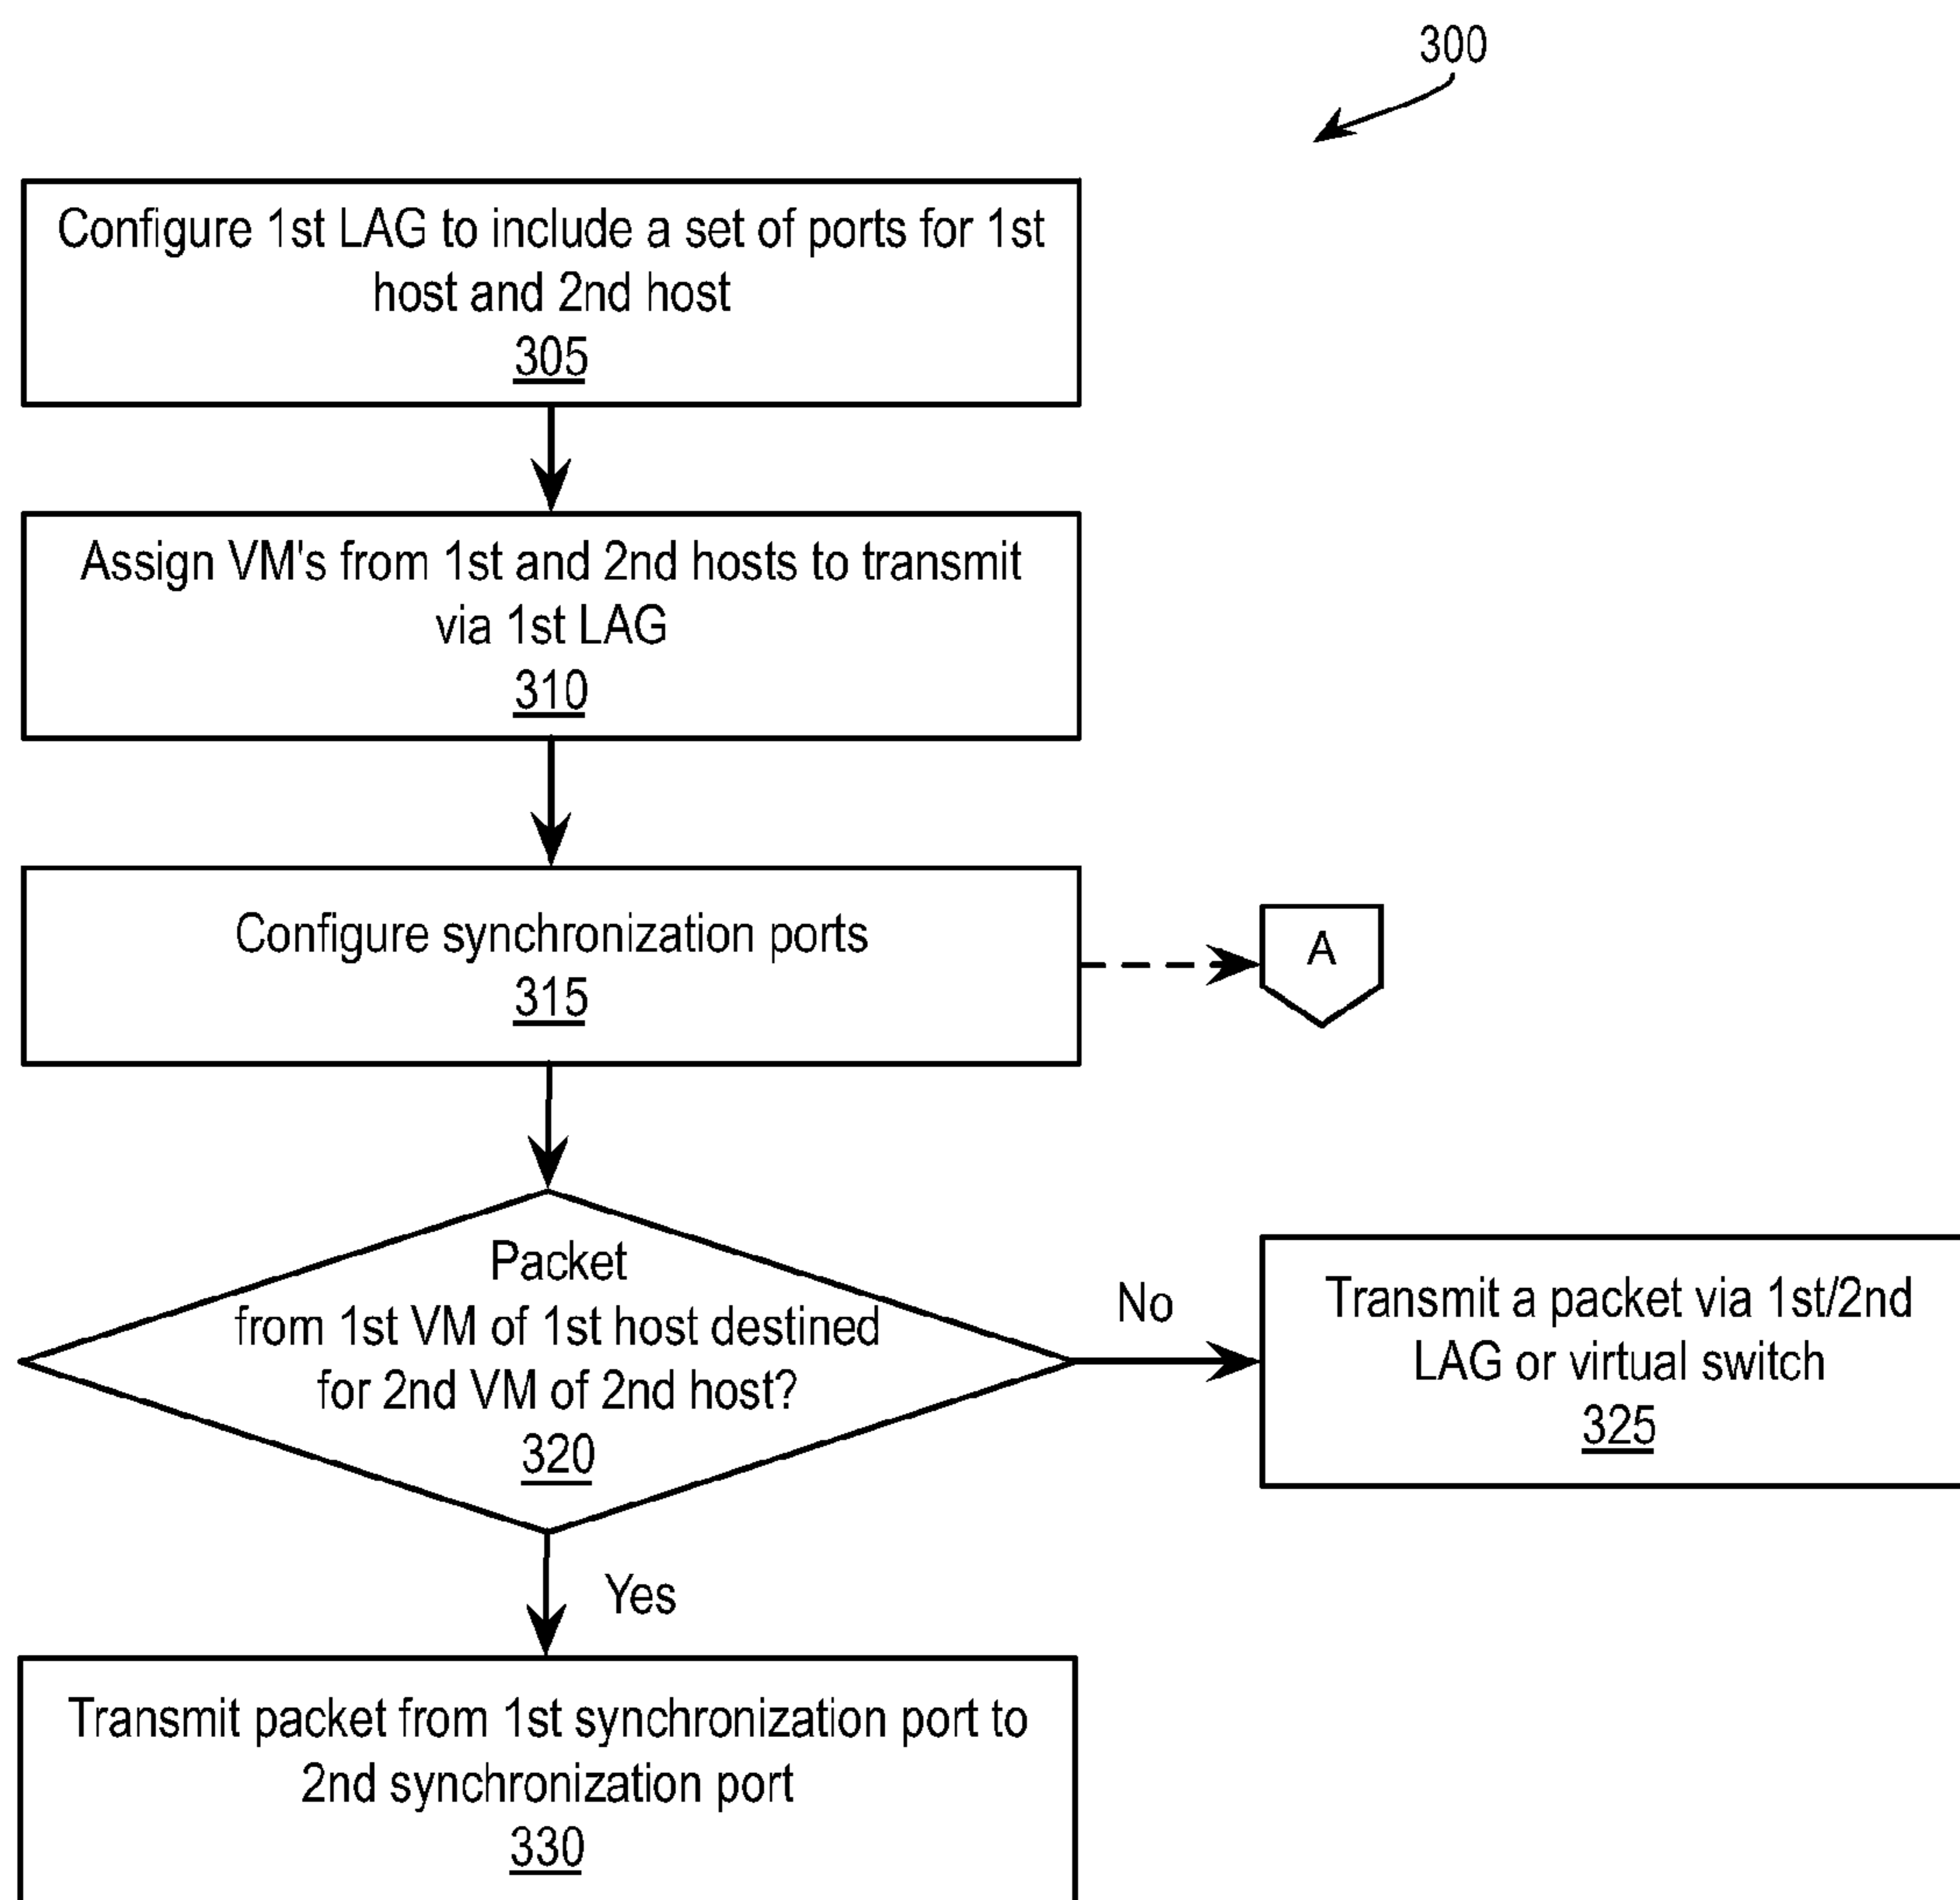 300
Configure 1st LAG to include a set of ports for 1st
host and 2nd host
305
Assign VM's from 1st and 2nd hosts to transmit
via 1st LAG
310
Configure synchronization ports
315
A
Packet
from 1st VM of 1st host destined
for 2nd VM of 2nd host?
320
No
Transmit a packet via 1st/2nd
LAG or virtual switch
325
Yes
Transmit packet from 1st synchronization port to
2nd synchronization port
330